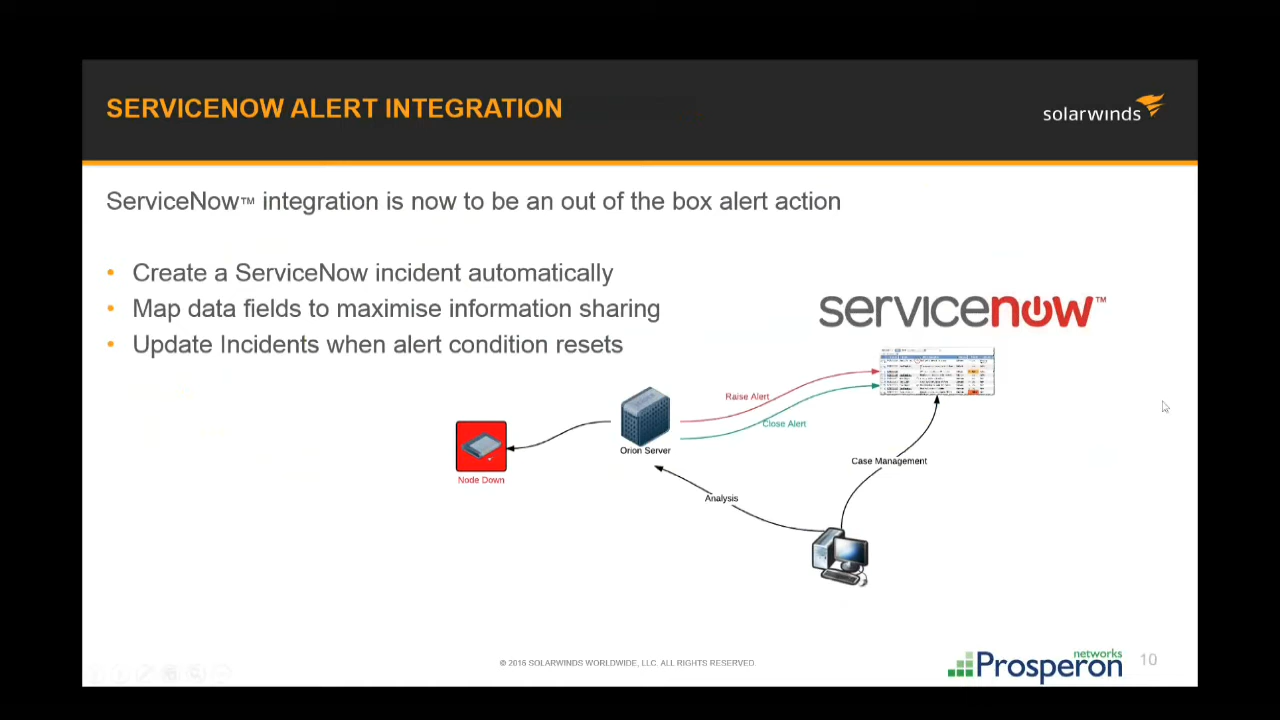 SERVICENOW ALERT INTEGRATION
solarwinds
ServiceNow™ integration is now to be an out of the box alert action
• Create a ServiceNow incident automatically
• Map data fields to maximise information sharing
• Update Incidents when alert condition resets
servicenow™
Raise Alert
Close Alert
Orion Server
Case Management
Node Down
Analysis
© 2016 SOLARWINDS WORLDWIDE, LLC. ALL RIGHTS RESERVED.
networks
Prosperon
10